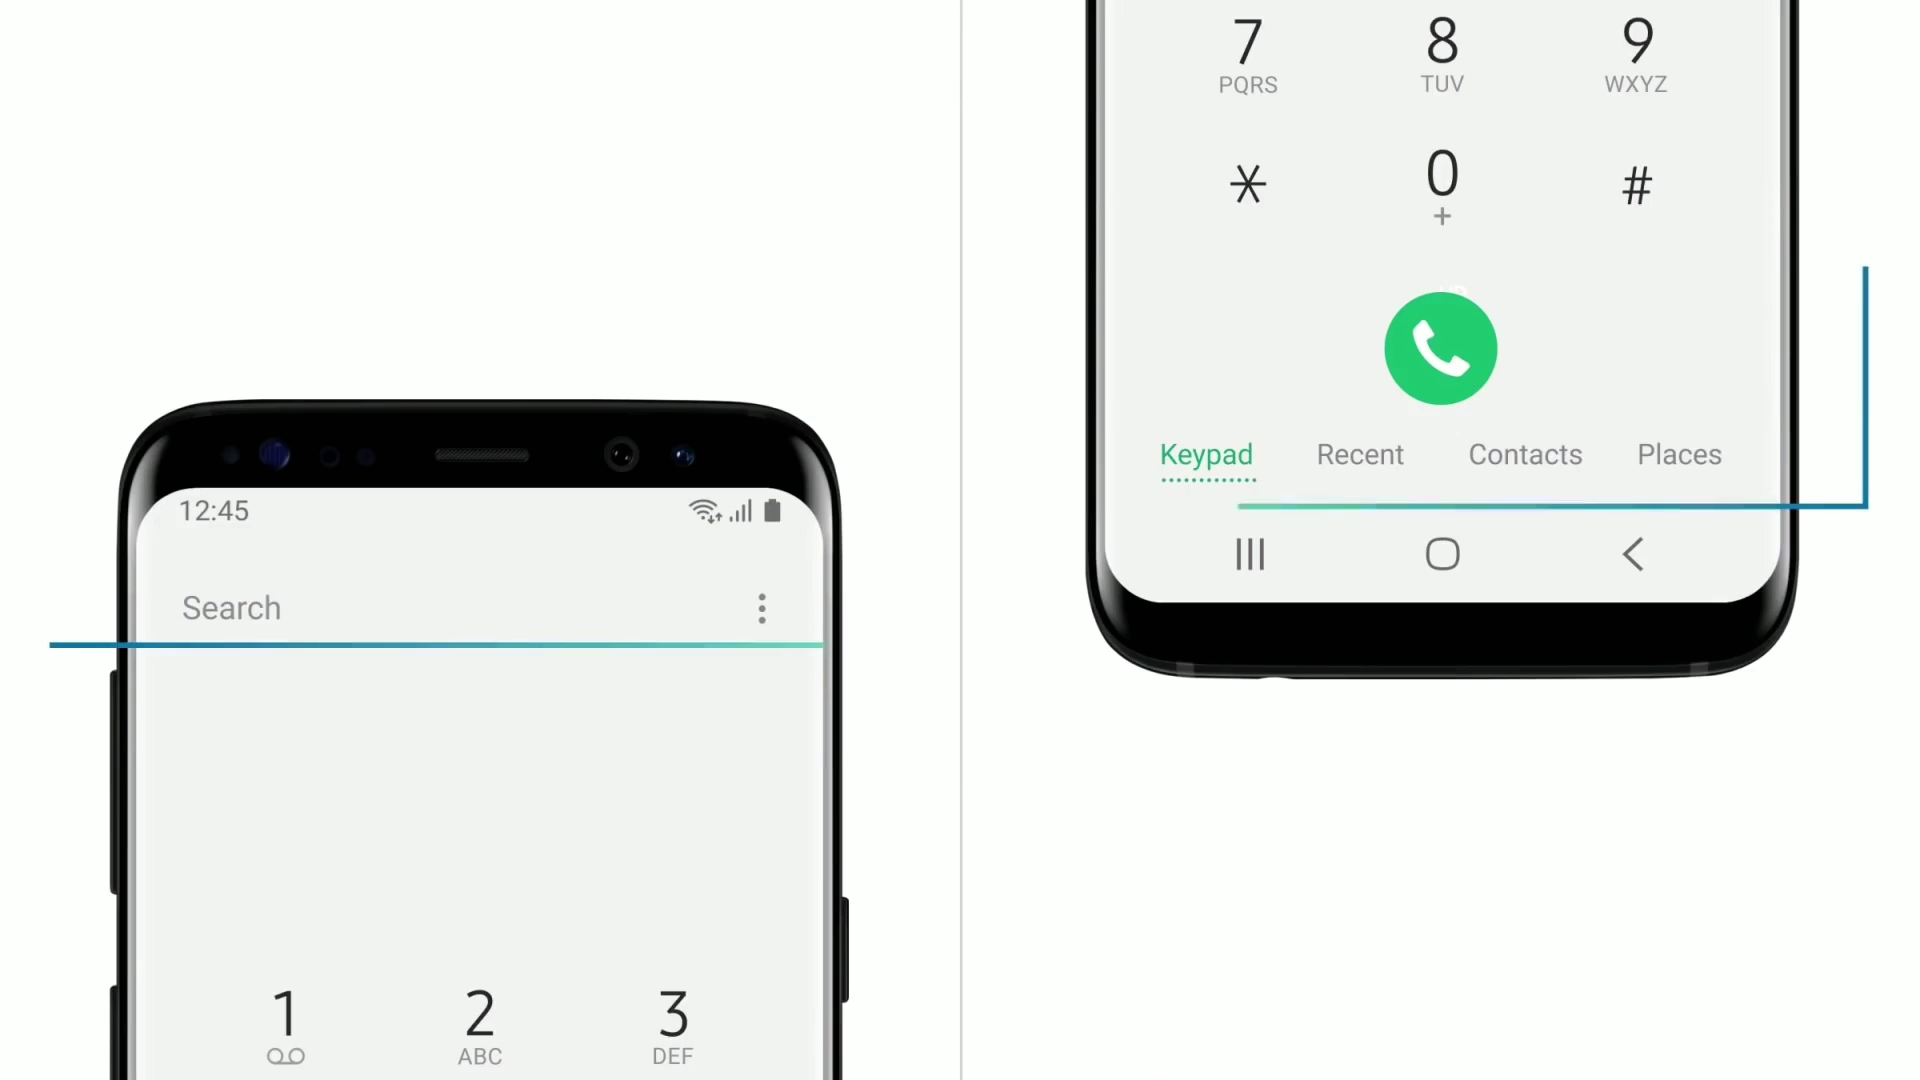 12:45
Search
1 2 3
ABC DEF
7 8 9
PQRS TUV WXYZ
* 0 #
+
Keypad Recent Contacts Places